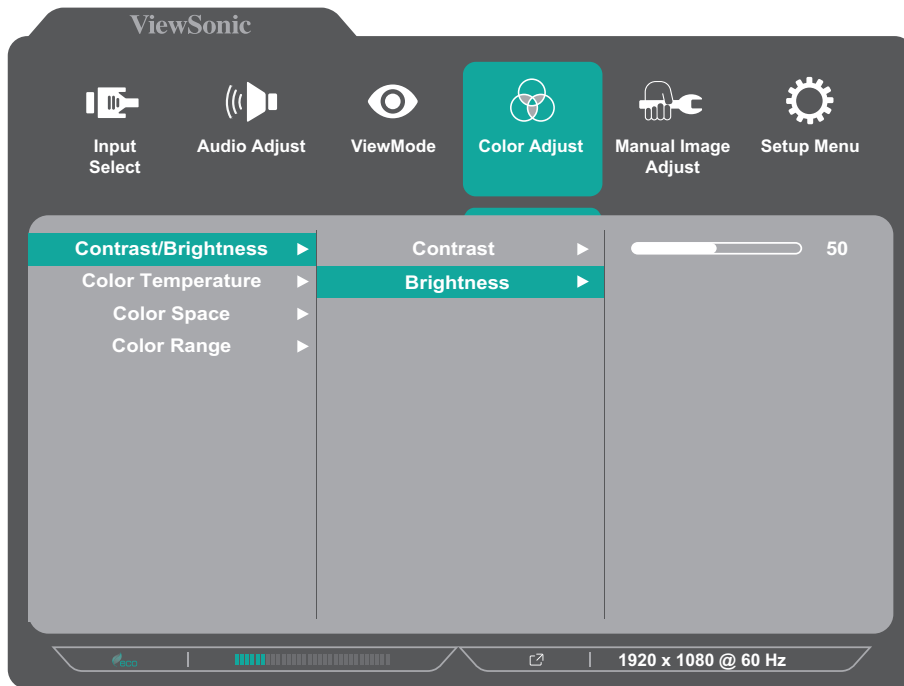 ViewSonic
Input
Select
Audio Adjust
ViewMode
Color Adjust
Manual Image
Adjust
Setup Menu
Contrast/Brightness
Color Temperature
Color Space
Color Range
Contrast
Brightness
50
eco
1920 x 1080 @ 60 Hz